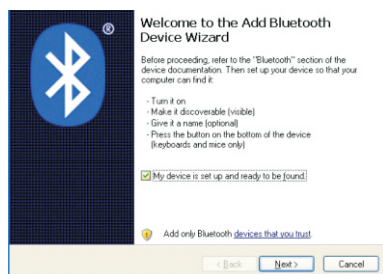 ®
Welcome to the Add Bluetooth
Device Wizard
Before proceeding, refer to the "Bluetooth" section of the
device documentation. Then set up your device so that your
computer can find it:
- Turn it on
- Make it discoverable (visible)
- Give it a name (optional)
- Press the button on the bottom of the device
(keyboards and mice only)
My device is set up and ready to be found.
Add only Bluetooth devices that you trust.
< Back Next > Cancel